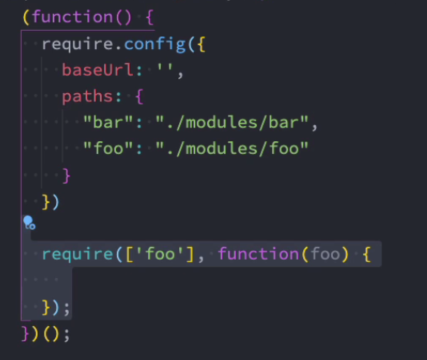 (function() {
  require.config({
    baseUrl: '',
    paths: {
      "bar": "./modules/bar",
      "foo": "./modules/foo"
    }
  })
  require(['foo'], function(foo) {
  });
})();